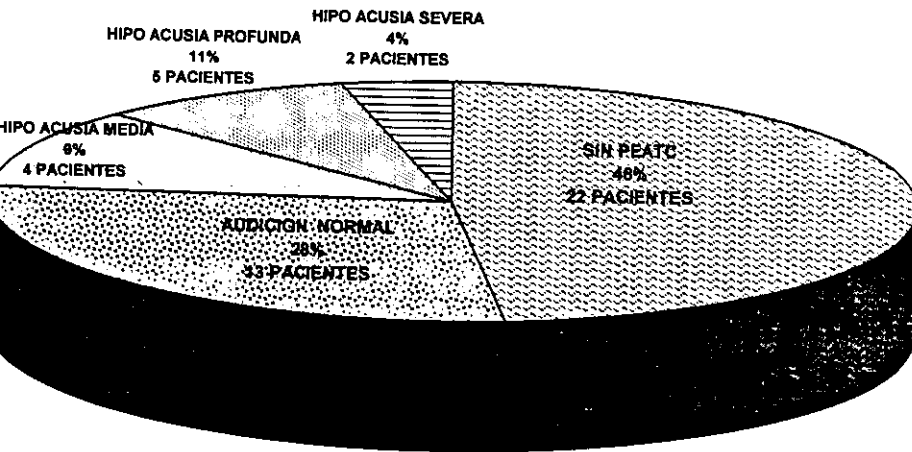 HIPO ACUSIA SEVERA
4%
2 PACIENTES
HIPO ACUSIA PROFUNDA
11%
5 PACIENTES
HIPO ACUSIA MEDIA
9%
4 PACIENTES
SIN PEATC
48%
22 PACIENTES
AUDICION NORMAL
28%
13 PACIENTES